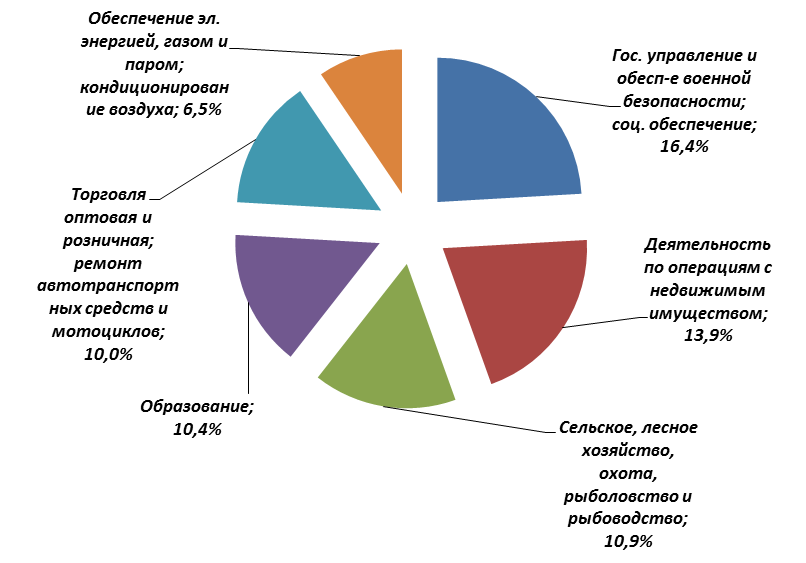 Обеспечение эл.
энергией, газом и
паром;
кондиционирован
ие воздуха; 6,5%
Гос. управление и
обесп-е военной
безопасности;
соц. обеспечение;
16,4%
Торговля
оптовая и
розничная;
ремонт
автотранспорт
ных средств и
мотоциклов;
10,0%
Деятельность
по операциям с
недвижимым
имуществом;
13,9%
Образование;
10,4%
Сельское, лесное
хозяйство,
охота,
рыболовство и
рыбоводство;
10,9%